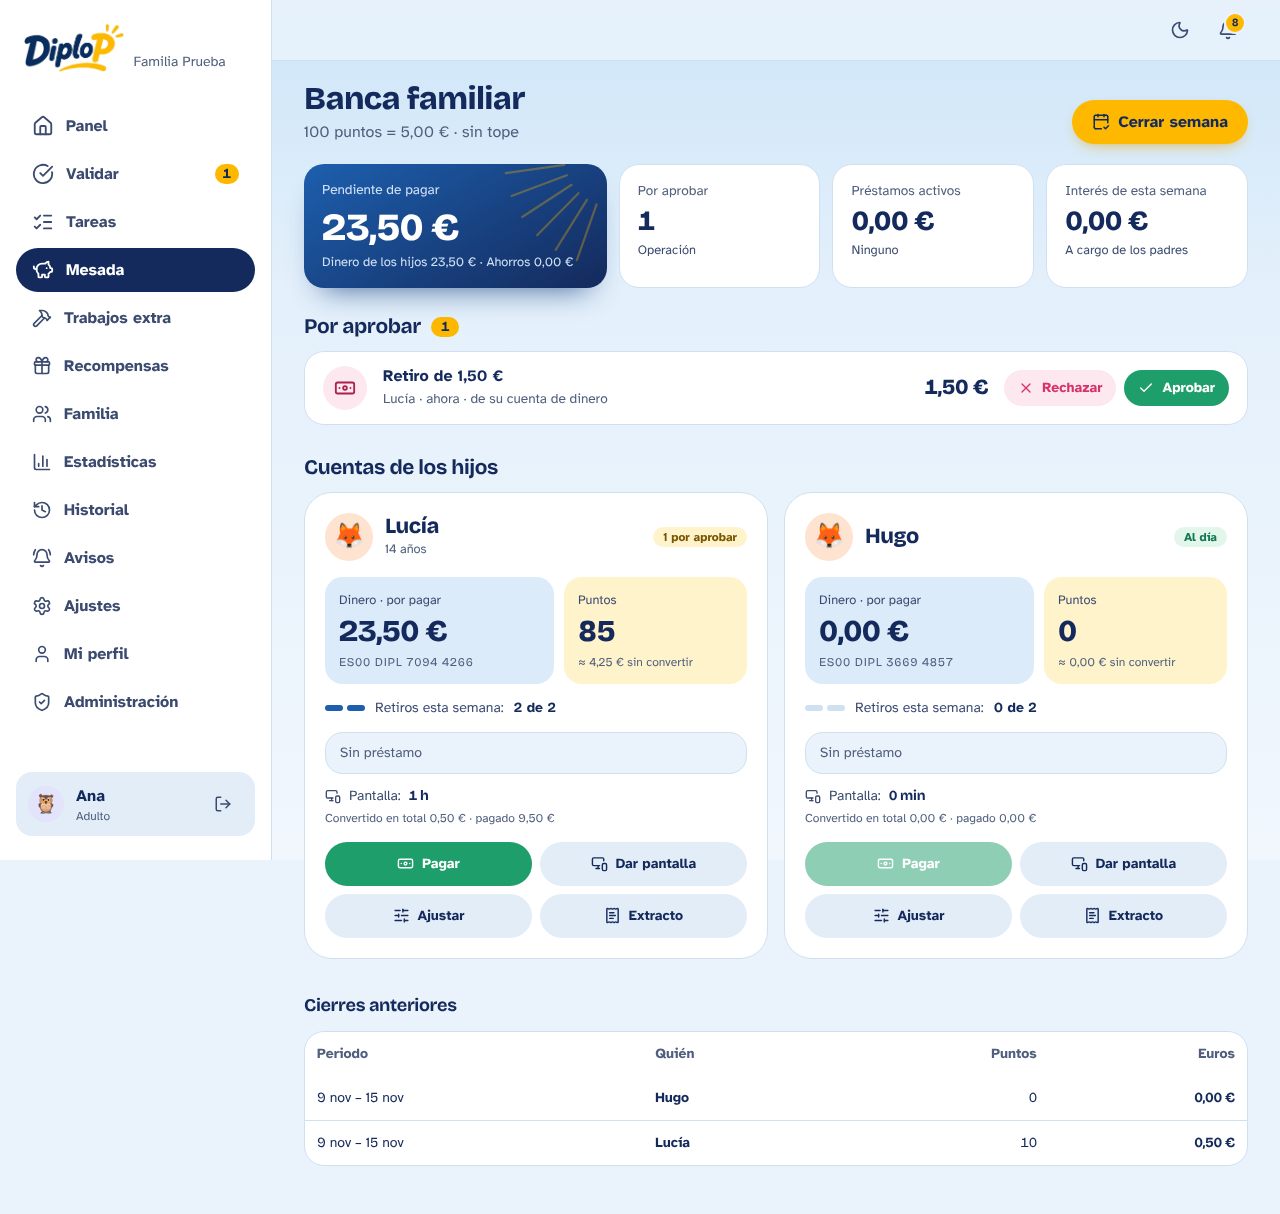 DiploP
Familia Prueba
Panel
Validar 1
Tareas
Mesada
Trabajos extra
Recompensas
Familia
Estadísticas
Historial
Avisos
Ajustes
Mi perfil
Administración
Ana
Adulto
8
Banca familiar
100 puntos = 5,00 € · sin tope
Cerrar semana
Pendiente de pagar
23,50 €
Dinero de los hijos 23,50 € · Ahorros 0,00 €
Por aprobar
1
Operación
Préstamos activos
0,00 €
Ninguno
Interés de esta semana
0,00 €
A cargo de los padres
Por aprobar 1
Retiro de 1,50 €
Lucía · ahora · de su cuenta de dinero
1,50 € Rechazar Aprobar
Cuentas de los hijos
Lucía
14 años
1 por aprobar
Dinero · por pagar
23,50 €
ES00 DIPL 7094 4266
Puntos
85
≈ 4,25 € sin convertir
Retiros esta semana: 2 de 2
Sin préstamo
Pantalla: 1 h
Convertido en total 0,50 € · pagado 9,50 €
Pagar Dar pantalla
Ajustar Extracto
Hugo
Al día
Dinero · por pagar
0,00 €
ES00 DIPL 3669 4857
Puntos
0
≈ 0,00 € sin convertir
Retiros esta semana: 0 de 2
Sin préstamo
Pantalla: 0 min
Convertido en total 0,00 € · pagado 0,00 €
Pagar Dar pantalla
Ajustar Extracto
Cierres anteriores
Periodo Quién Puntos Euros
9 nov – 15 nov Hugo 0 0,00 €
9 nov – 15 nov Lucía 10 0,50 €